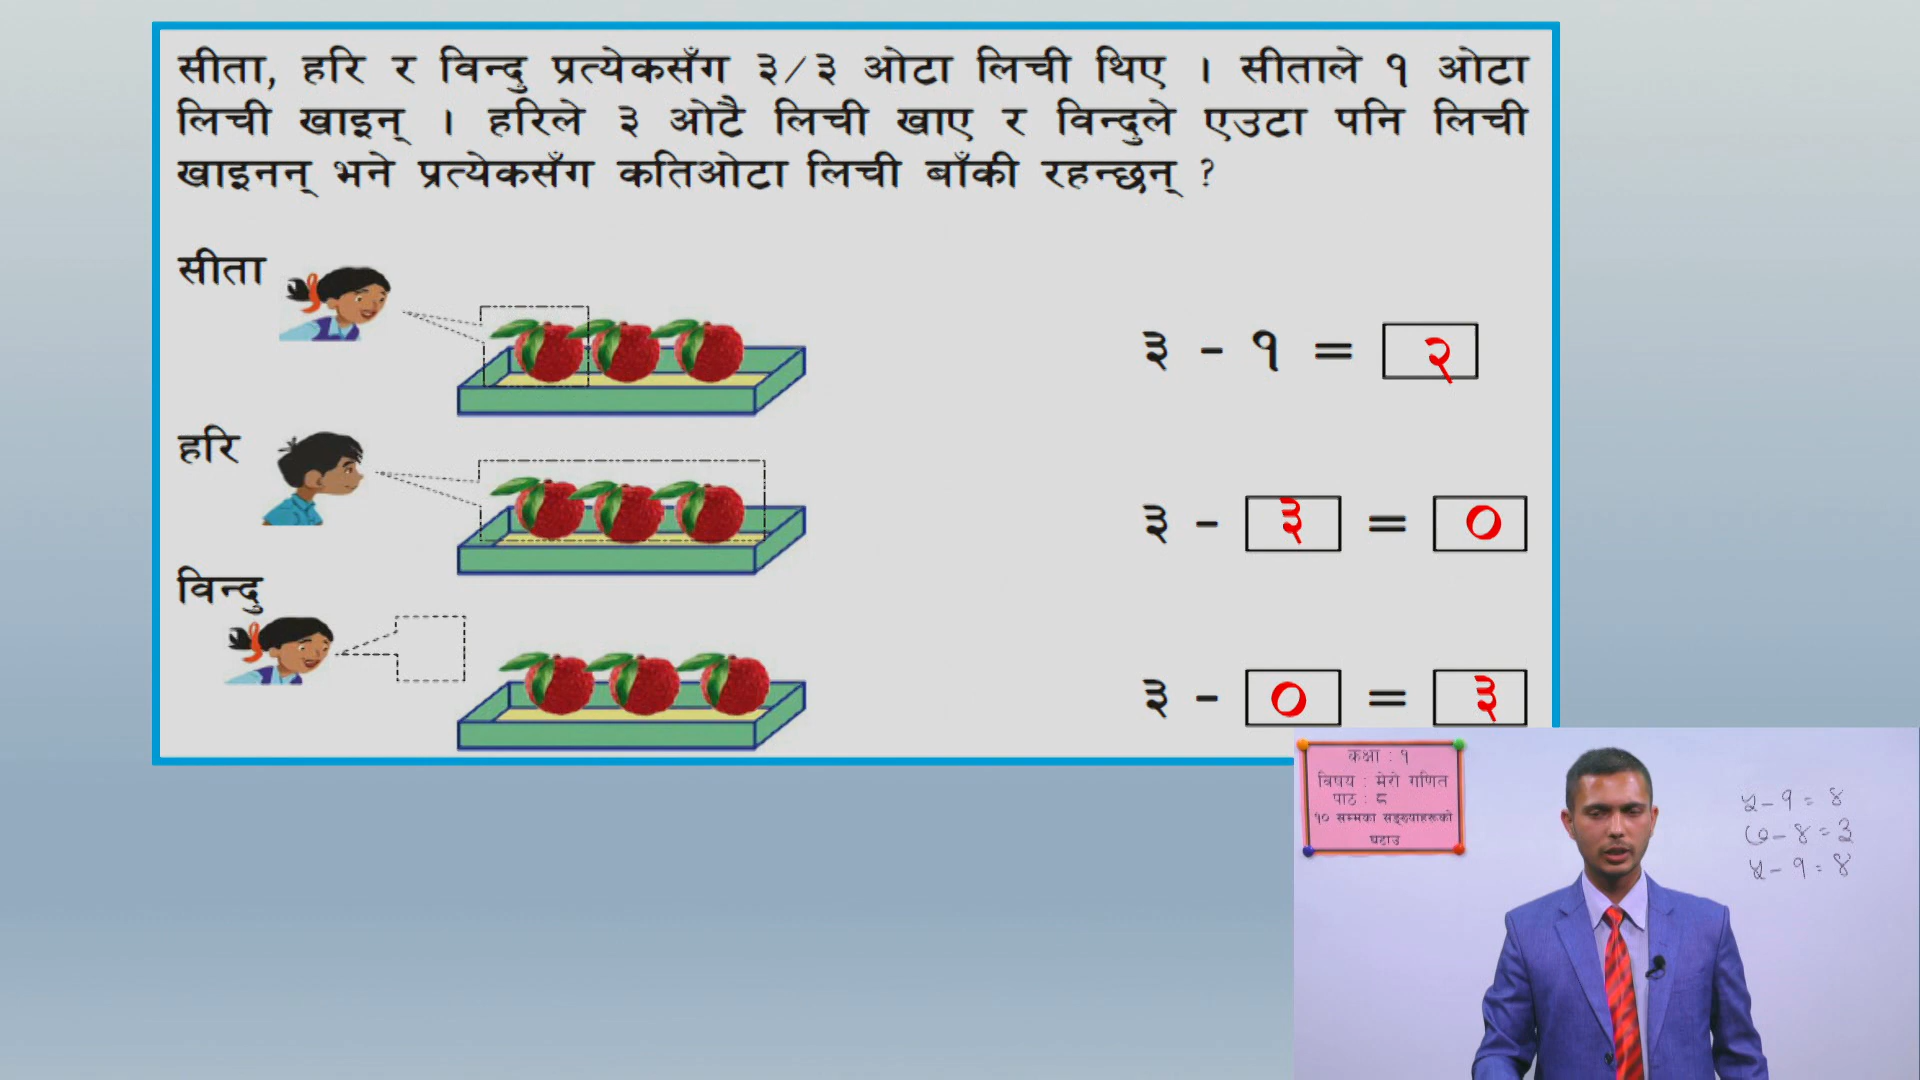 सीता, हरि र विन्दु प्रत्येकसँग ३/३ ओटा लिची थिए । सीताले १ ओटा
लिची खाइन् । हरिले ३ ओटै लिची खाए र विन्दुले एउटा पनि लिची
खाइनन् भने प्रत्येकसँग कतिओटा लिची बाँकी रहन्छन् ?
सीता
३ - १ = २
हरि
३ - ३ = ०
विन्दु
३ - ० = ३
कक्षा : १
विषय : मेरो गणित
पाठ : ८
१० सम्मका सङ्ख्याहरूको
घटाउ
५ - १ = ४
७ - ४ = ३
५ - १ = ४